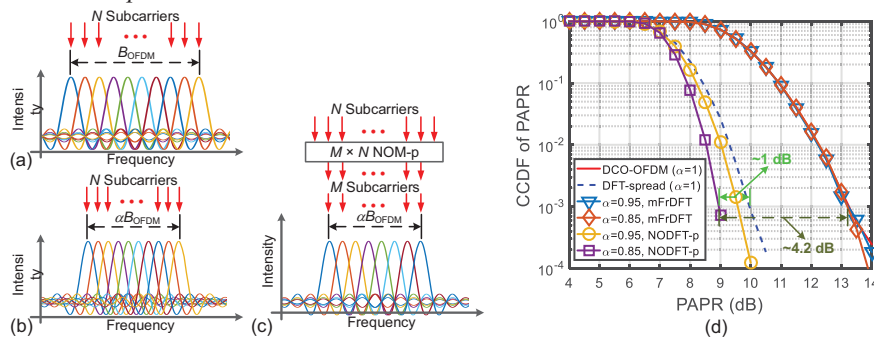 N Subcarriers
B_OFDM
Intensi
ty
(a)
Frequency
N Subcarriers
αB_OFDM
Intensi
ty
(b)
Frequency
N Subcarriers
M × N NOM-p
M Subcarriers
αB_OFDM
Intensity
(c)
Frequency
CCDF of PAPR
10^0
10^-1
10^-2
10^-3
10^-4
DCO-OFDM (α=1)
DFT-spread (α=1)
α=0.95, mFrDFT
α=0.85, mFrDFT
α=0.95, NODFT-p
α=0.85, NODFT-p
~1 dB
~4.2 dB
4 5 6 7 8 9 10 11 12 13 14
PAPR (dB)
(d)